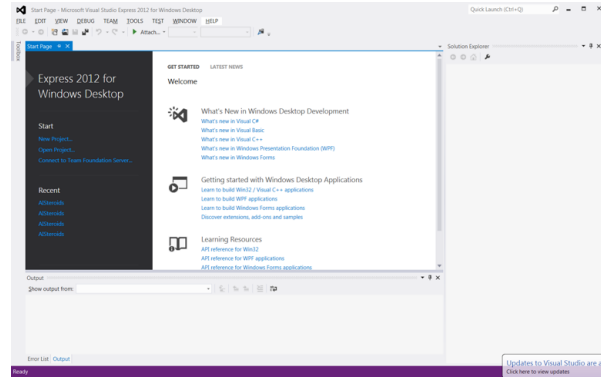 Start Page - Microsoft Visual Studio Express 2012 for Windows Desktop
Quick Launch (Ctrl+Q)
FILE EDIT VIEW DEBUG TEAM TOOLS TEST WINDOW HELP
Attach...
Toolbox
Start Page
Solution Explorer
Express 2012 for
Windows Desktop
Start
New Project...
Open Project...
Connect to Team Foundation Server...
Recent
AISteroids
AISteroids
AISteroids
AISteroids
GET STARTED LATEST NEWS
Welcome
What's New in Windows Desktop Development
What's new in Visual C#
What's new in Visual Basic
What's new in Visual C++
What's new in Windows Presentation Foundation (WPF)
What's new in Windows Forms
Getting started with Windows Desktop Applications
Learn to build Win32 / Visual C++ applications
Learn to build WPF applications
Learn to build Windows Forms applications
Discover extensions, add-ons and samples
Learning Resources
API reference for Win32
API reference for WPF applications
API reference for Windows Forms applications
Output
Show output from:
Error List Output
Ready
Updates to Visual Studio are a
Click here to view updates